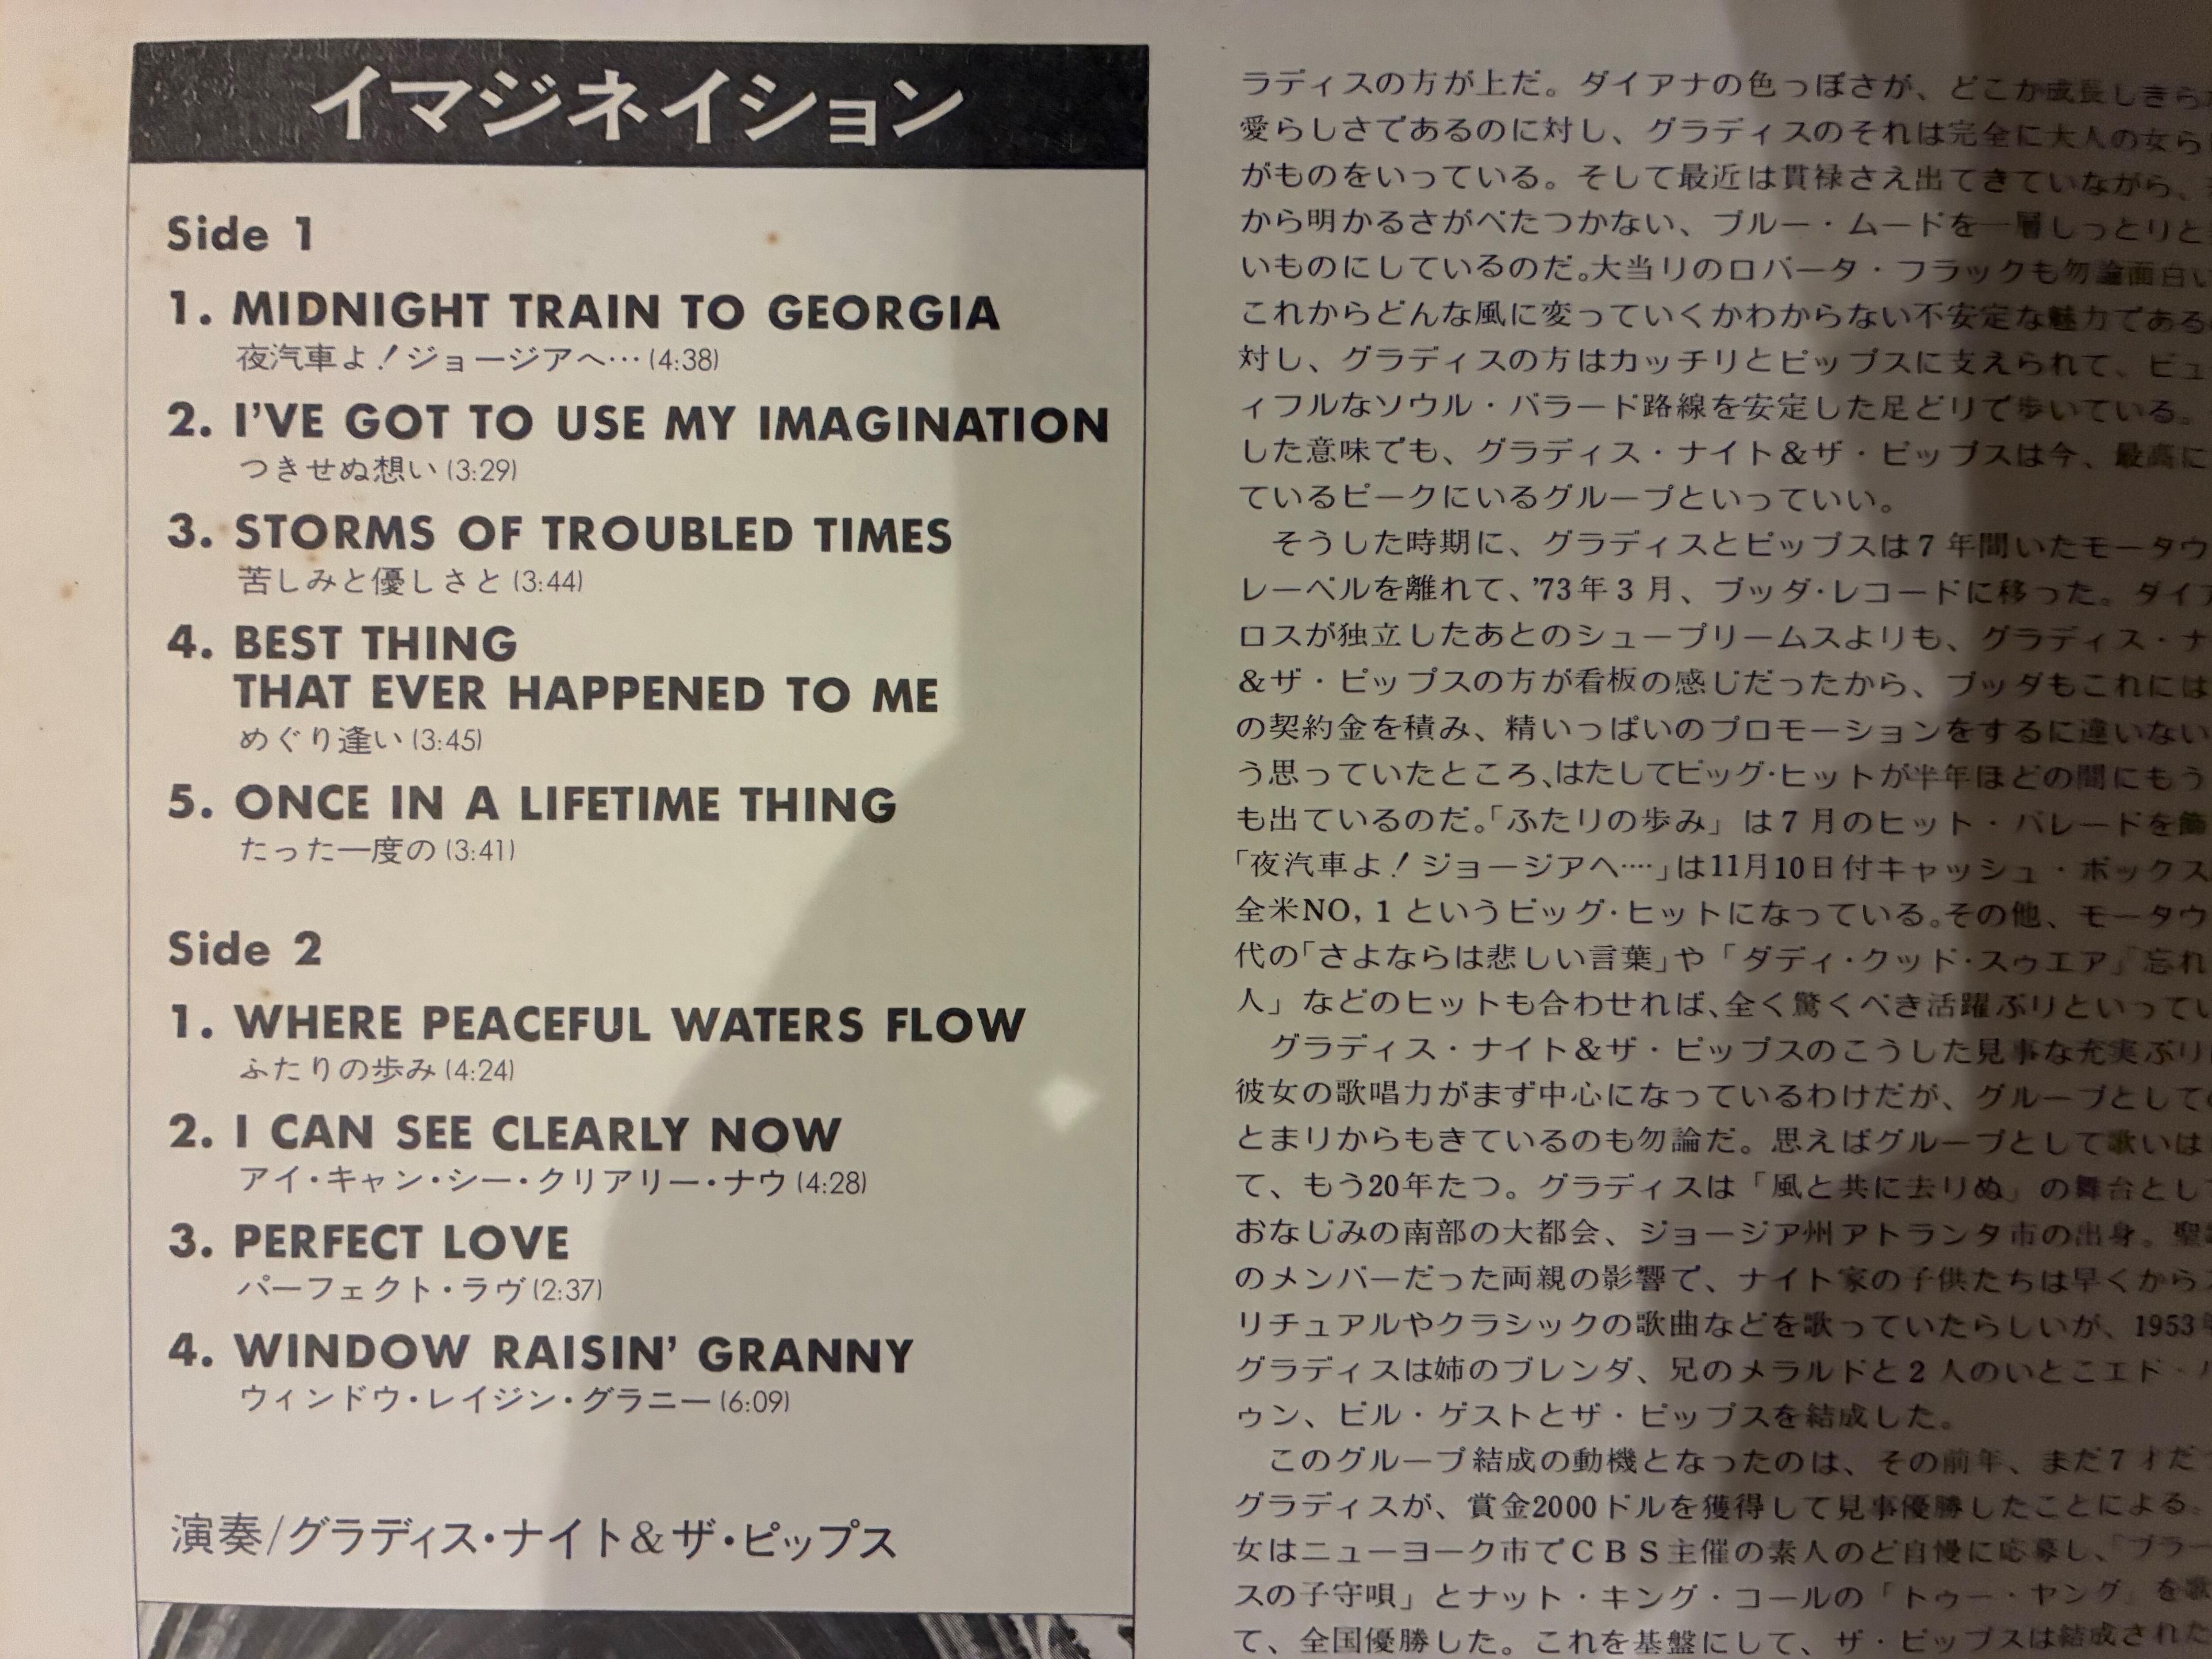 イマジネイション
Side 1
1. MIDNIGHT TRAIN TO GEORGIA
夜汽車よ！ジョージアへ… (4:38)
2. I'VE GOT TO USE MY IMAGINATION
つきせぬ想い (3:29)
3. STORMS OF TROUBLED TIMES
苦しみと優しさと (3:44)
4. BEST THING
THAT EVER HAPPENED TO ME
めぐり逢い (3:45)
5. ONCE IN A LIFETIME THING
たった一度の (3:41)
Side 2
1. WHERE PEACEFUL WATERS FLOW
ふたりの歩み (4:24)
2. I CAN SEE CLEARLY NOW
アイ・キャン・シー・クリアリー・ナウ (4:28)
3. PERFECT LOVE
パーフェクト・ラヴ (2:37)
4. WINDOW RAISIN' GRANNY
ウィンドウ・レイジン・グラニー (6:09)
演奏/グラディス・ナイト&ザ・ピップス
ラディスの方が上だ。ダイアナの色っぽさが、どこか成長しきら
愛らしさであるのに対し、グラディスのそれは完全に大人の女ら
がものをいっている。そして最近は貫禄さえ出てきていながら、
から明かるさがべたつかない、ブルー・ムードを一層しっとりと
いものにしているのだ。大当りのロバータ・フラックも勿論面白い
これからどんな風に変っていくかわからない不安定な魅力である
対し、グラディスの方はカッチリとピップスに支えられて、ビュ
ィフルなソウル・バラード路線を安定した足どりで歩いている。
した意味でも、グラディス・ナイト&ザ・ピップスは今、最高に
ているピークにいるグループといっていい。
そうした時期に、グラディスとピップスは7年間いたモータウ
レーベルを離れて、'73年3月、ブッダ・レコードに移った。ダイア
ロスが独立したあとのシュープリームスよりも、グラディス・ナ
&ザ・ピップスの方が看板の感じだったから、ブッダもこれには
の契約金を積み、精いっぱいのプロモーションをするに違いない
う思っていたところ、はたしてビッグ・ヒットが半年ほどの間にもう
も出ているのだ。「ふたりの歩み」は7月のヒット・パレードを飾
「夜汽車よ！ジョージアへ…」は11月10日付キャッシュ・ボックス
全米NO,1というビッグ・ヒットになっている。その他、モータウ
代の「さよならは悲しい言葉」や「ダディ・クッド・スゥエア」忘れ
人」などのヒットも合わせれば、全く驚くべき活躍ぶりといってい
グラディス・ナイト&ザ・ピップスのこうした見事な充実ぶり
彼女の歌唱力がまず中心になっているわけだが、グループとして
とまりからもきているのも勿論だ。思えばグループとして歌いは
て、もう20年たつ。グラディスは「風と共に去りぬ」の舞台として
おなじみの南部の大都会、ジョージア州アトランタ市の出身。聖
のメンバーだった両親の影響で、ナイト家の子供たちは早くから
リチュアルやクラシックの歌曲などを歌っていたらしいが、1953年
グラディスは姉のブレンダ、兄のメラルドと2人のいとこエド・
ゥン、ビル・ゲストとザ・ピップスを結成した。
このグループ結成の動機となったのは、その前年、まだ7才だ
グラディスが、賞金2000ドルを獲得して見事優勝したことによる。
女はニューヨーク市でCBS主催の素人のど自慢に応募し、「ブラー
スの子守唄」とナット・キング・コールの「トゥー・ヤング」を歌
て、全国優勝した。これを基盤にして、ザ・ピップスは結成された